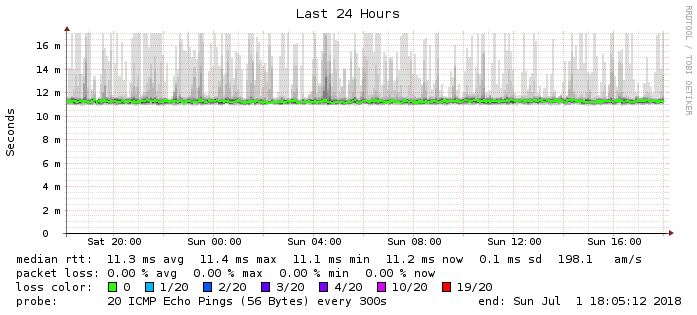 Last 24 Hours
RRDTOOL / TOBI OETIKER
Seconds
16 m
14 m
12 m
10 m
8 m
6 m
4 m
2 m
0
Sat 20:00 Sun 00:00 Sun 04:00 Sun 08:00 Sun 12:00 Sun 16:00
median rtt: 11.3 ms avg 11.4 ms max 11.1 ms min 11.2 ms now 0.1 ms sd 198.1 am/s
packet loss: 0.00 % avg 0.00 % max 0.00 % min 0.00 % now
loss color: 0 1/20 2/20 3/20 4/20 10/20 19/20
probe: 20 ICMP Echo Pings (56 Bytes) every 300s end: Sun Jul 1 18:05:12 2018